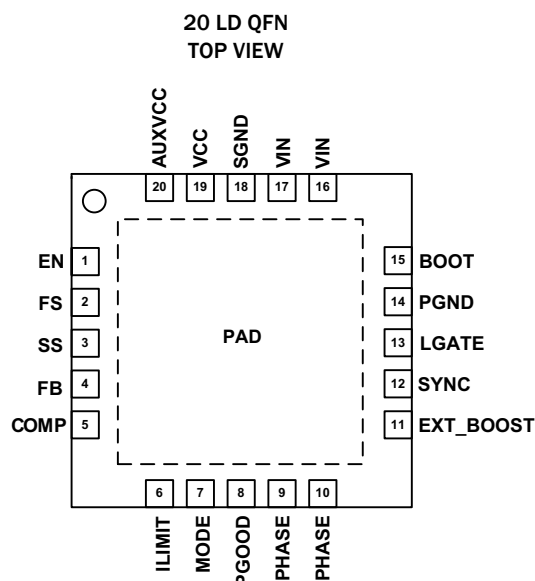 20 LD QFN
TOP VIEW
AUXVCC
VCC
SGND
VIN
VIN
20
19
18
17
16
EN
1
FS
2
SS
3
FB
4
COMP
5
PAD
15
BOOT
14
PGND
13
LGATE
12
SYNC
11
EXT_BOOST
6
7
8
9
10
ILIMIT
MODE
PGOOD
PHASE
PHASE